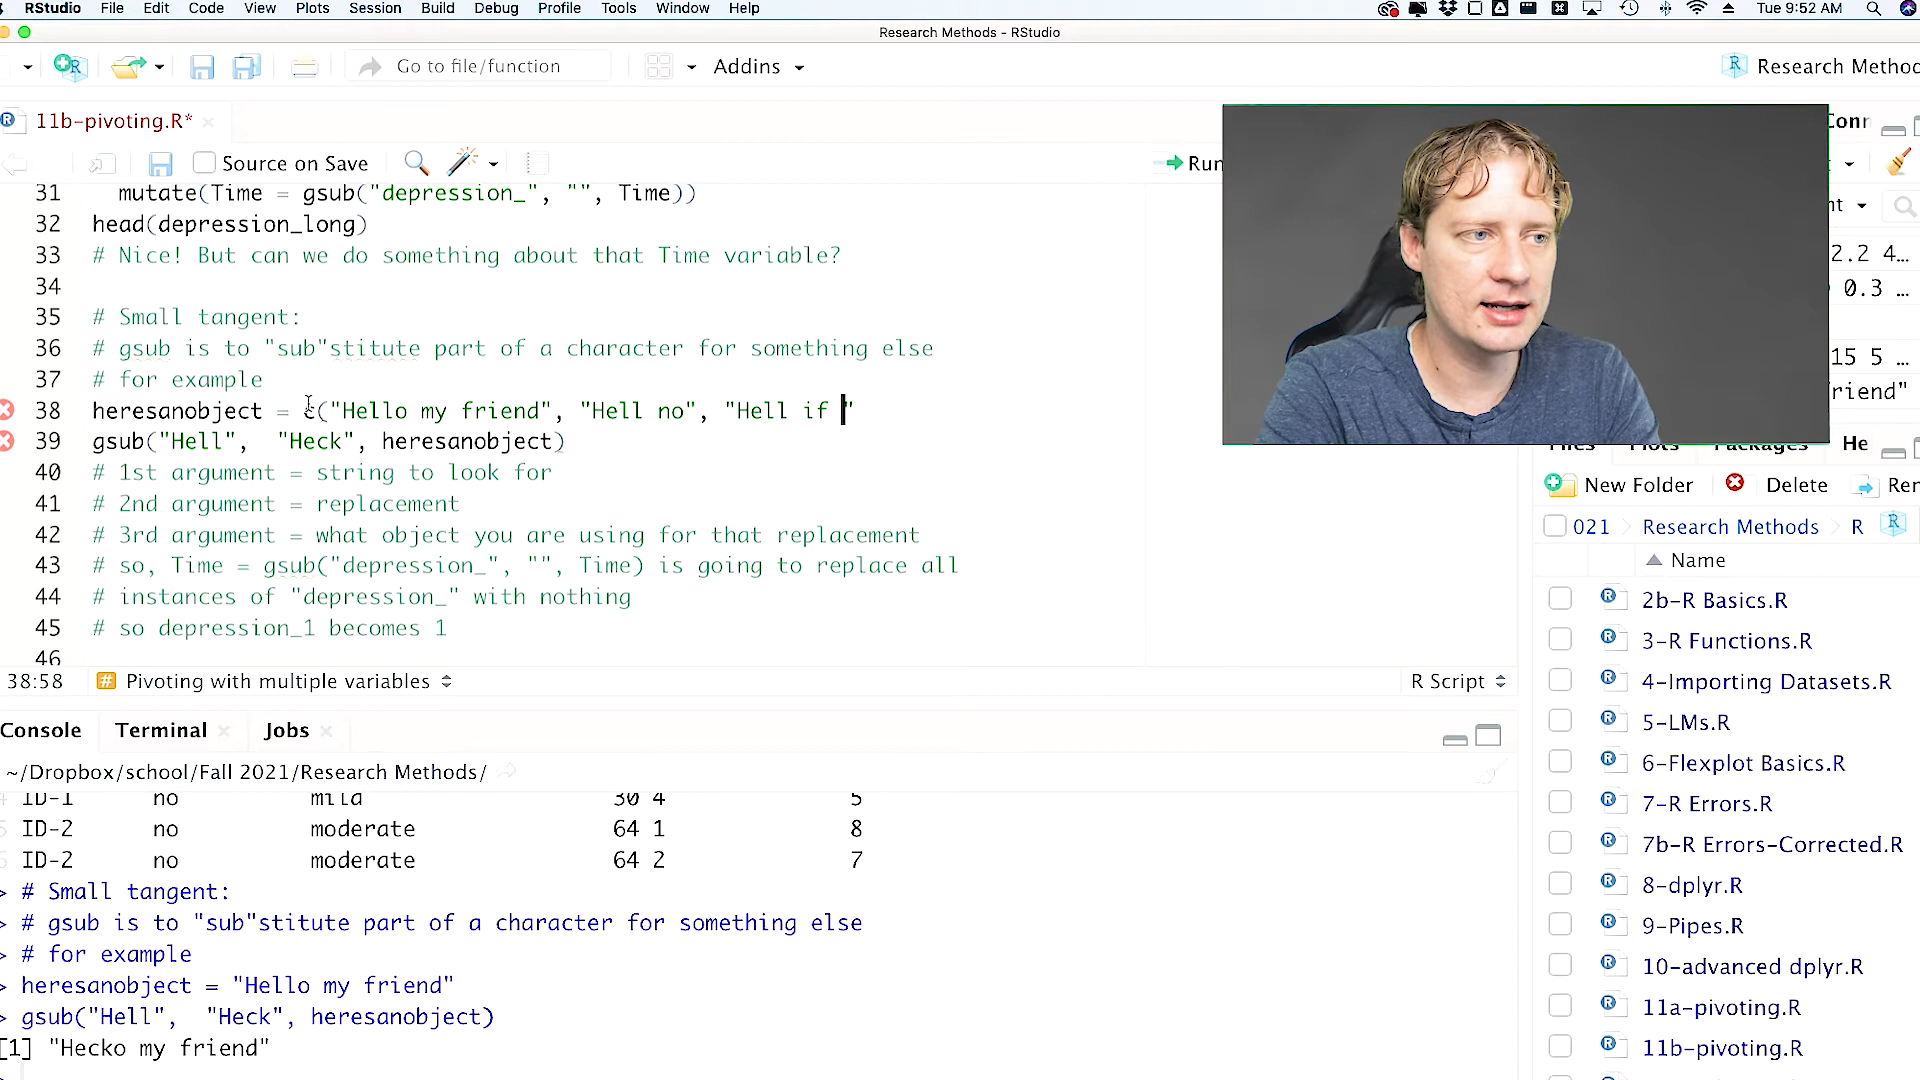 RStudio File Edit Code View Plots Session Build Debug Profile Tools Window Help Tue 9:52 AM
Research Methods - RStudio
Go to file/function Addins Research Method
11b-pivoting.R* Conn
Source on Save Run
31 mutate(Time = gsub("depression_", "", Time))
32 head(depression_long)
33 # Nice! But can we do something about that Time variable?
34
35 # Small tangent:
36 # gsub is to "sub"stitute part of a character for something else
37 # for example
38 heresanobject = c("Hello my friend", "Hell no", "Hell if "
39 gsub("Hell", "Heck", heresanobject)
40 # 1st argument = string to look for
41 # 2nd argument = replacement
42 # 3rd argument = what object you are using for that replacement
43 # so, Time = gsub("depression_", "", Time) is going to replace all
44 # instances of "depression_" with nothing
45 # so depression_1 becomes 1
46
38:58 Pivoting with multiple variables R Script
nt
2.2 4...
0.3 ...
15 5 ...
riend"
Files Plots Packages He
New Folder Delete Ren
021 Research Methods R
Name
2b-R Basics.R
3-R Functions.R
4-Importing Datasets.R
5-LMs.R
6-Flexplot Basics.R
7-R Errors.R
7b-R Errors-Corrected.R
8-dplyr.R
9-Pipes.R
10-advanced dplyr.R
11a-pivoting.R
11b-pivoting.R
Console Terminal Jobs
~/Dropbox/school/Fall 2021/Research Methods/
4 ID-1 no mild 30 4 5
5 ID-2 no moderate 64 1 8
6 ID-2 no moderate 64 2 7
> # Small tangent:
> # gsub is to "sub"stitute part of a character for something else
> # for example
> heresanobject = "Hello my friend"
> gsub("Hell", "Heck", heresanobject)
[1] "Hecko my friend"
>